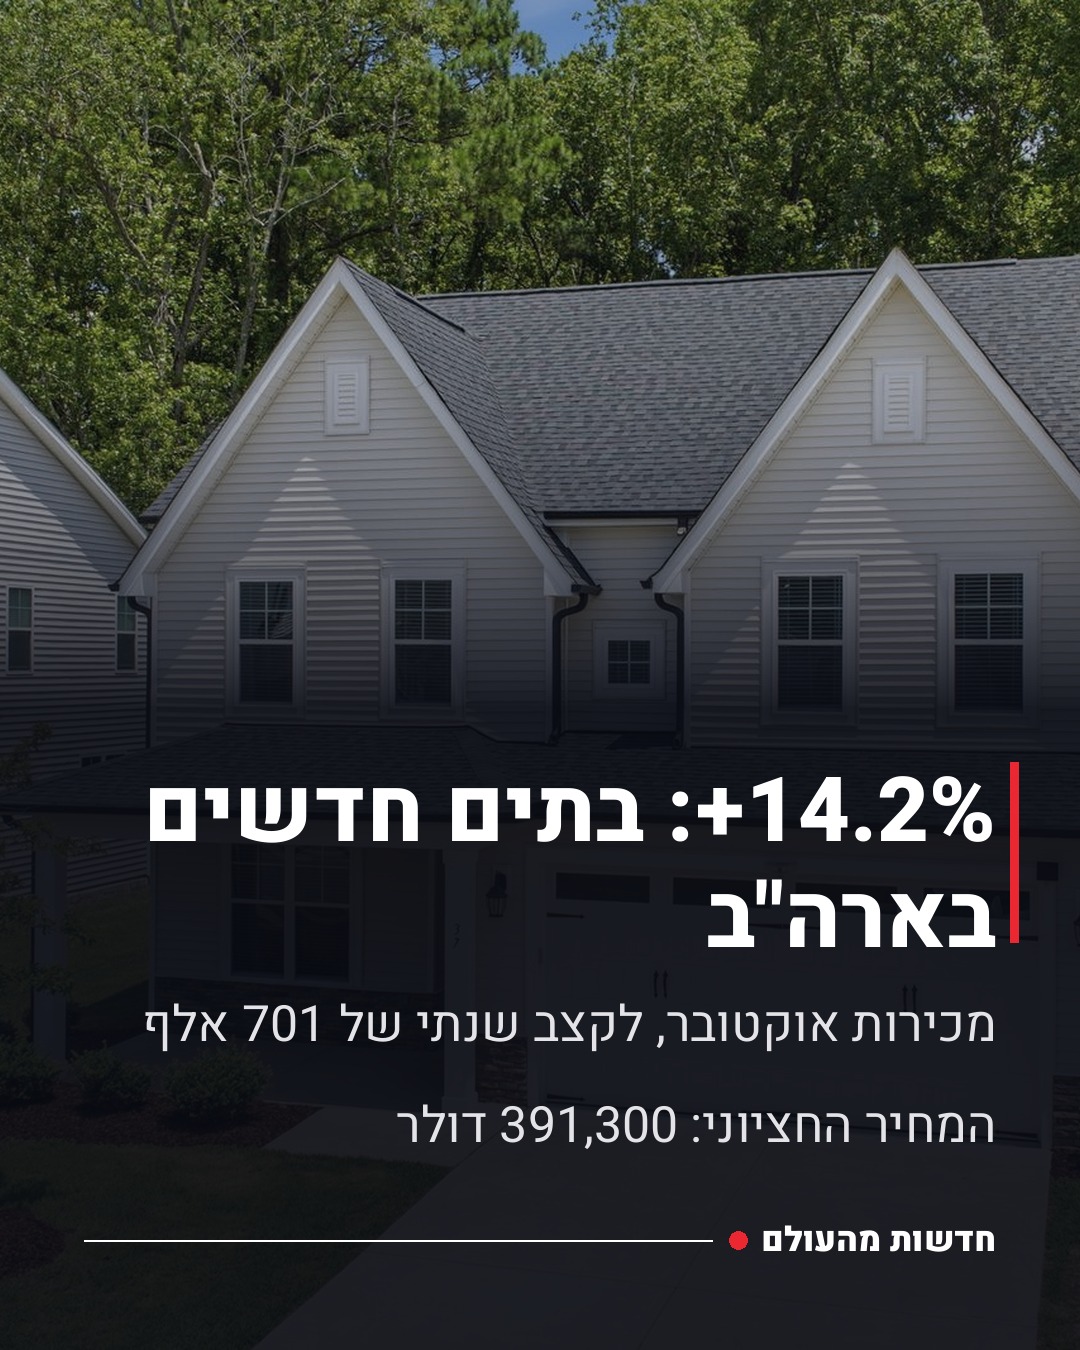 14.2%+: בתים חדשים
בארה"ב
מכירות אוקטובר, לקצב שנתי של 701 אלף
המחיר החציוני: 391,300 דולר
חדשות מהעולם